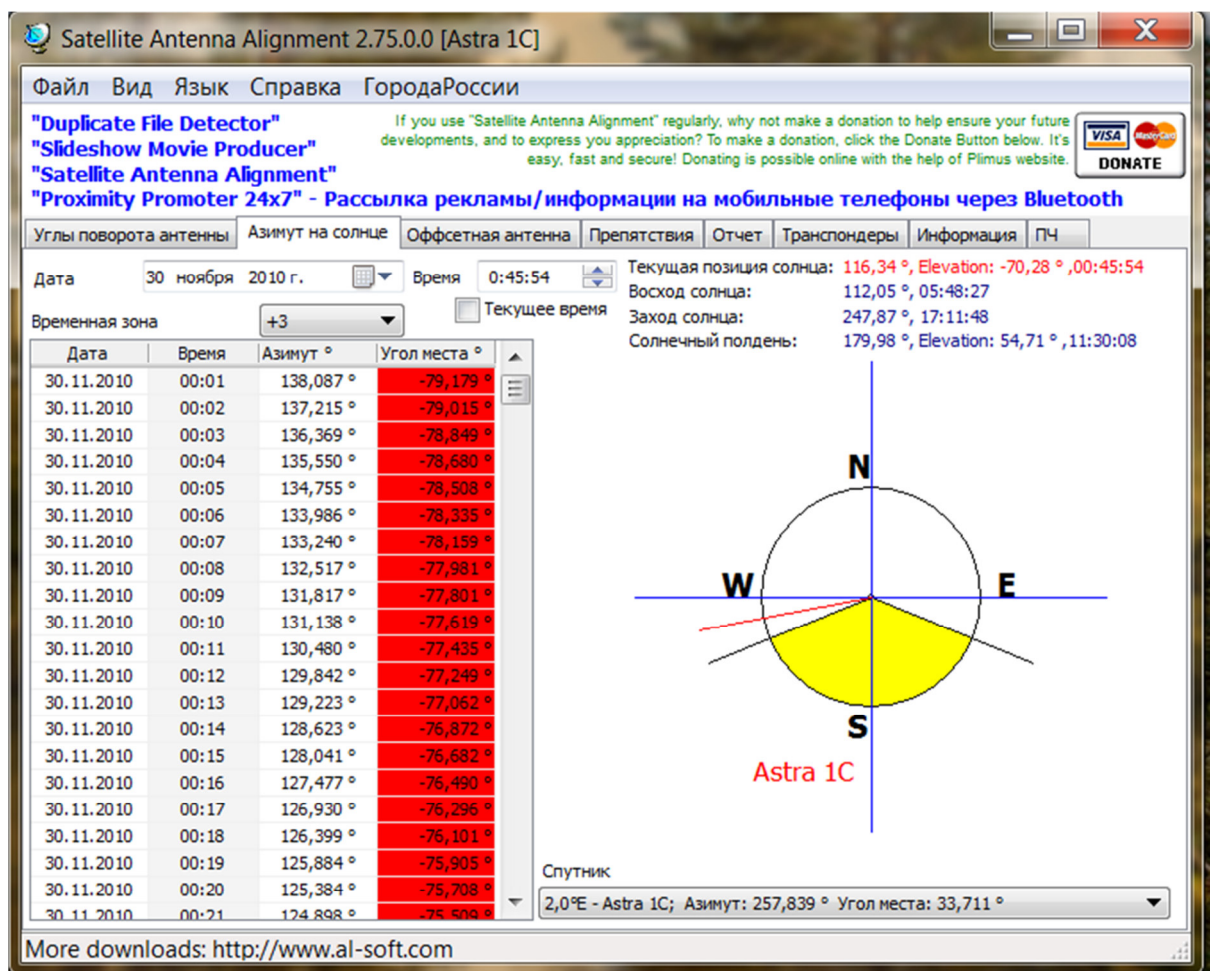 Satellite Antenna Alignment 2.75.0.0 [Astra 1C]
Файл Вид Язык Справка ГородаРоссии
"Duplicate File Detector"
"Slideshow Movie Producer"
"Satellite Antenna Alignment"
"Proximity Promoter 24x7" - Рассылка рекламы/информации на мобильные телефоны через Bluetooth
If you use "Satellite Antenna Alignment" regularly, why not make a donation to help ensure your future
developments, and to express you appreciation? To make a donation, click the Donate Button below. It's
easy, fast and secure! Donating is possible online with the help of Plimus website.
VISA MasterCard
DONATE
Углы поворота антенны Азимут на солнце Оффсетная антенна Препятствия Отчет Транспондеры Информация ПЧ
Дата 30 ноября 2010 г. Время 0:45:54
Текущее время
Временная зона +3
Текущая позиция солнца: 116,34 °, Elevation: -70,28 ° ,00:45:54
Восход солнца: 112,05 °, 05:48:27
Заход солнца: 247,87 °, 17:11:48
Солнечный полдень: 179,98 °, Elevation: 54,71 ° ,11:30:08
Дата Время Азимут ° Угол места °
30.11.2010 00:01 138,087 ° -79,179 °
30.11.2010 00:02 137,215 ° -79,015 °
30.11.2010 00:03 136,369 ° -78,849 °
30.11.2010 00:04 135,550 ° -78,680 °
30.11.2010 00:05 134,755 ° -78,508 °
30.11.2010 00:06 133,986 ° -78,335 °
30.11.2010 00:07 133,240 ° -78,159 °
30.11.2010 00:08 132,517 ° -77,981 °
30.11.2010 00:09 131,817 ° -77,801 °
30.11.2010 00:10 131,138 ° -77,619 °
30.11.2010 00:11 130,480 ° -77,435 °
30.11.2010 00:12 129,842 ° -77,249 °
30.11.2010 00:13 129,223 ° -77,062 °
30.11.2010 00:14 128,623 ° -76,872 °
30.11.2010 00:15 128,041 ° -76,682 °
30.11.2010 00:16 127,477 ° -76,490 °
30.11.2010 00:17 126,930 ° -76,296 °
30.11.2010 00:18 126,399 ° -76,101 °
30.11.2010 00:19 125,884 ° -75,905 °
30.11.2010 00:20 125,384 ° -75,708 °
30.11.2010 00:21 124,898 ° -75,509 °
N
W E
S
Astra 1C
Спутник
2,0°E - Astra 1C; Азимут: 257,839 ° Угол места: 33,711 °
More downloads: http://www.al-soft.com